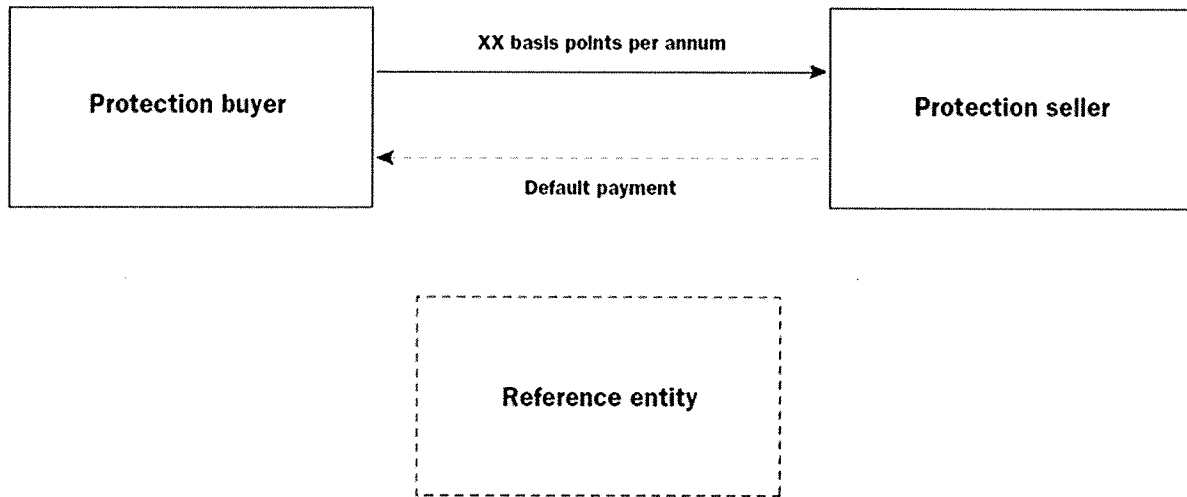 XX basis points per annum
Protection buyer
Protection seller
Default payment
Reference entity